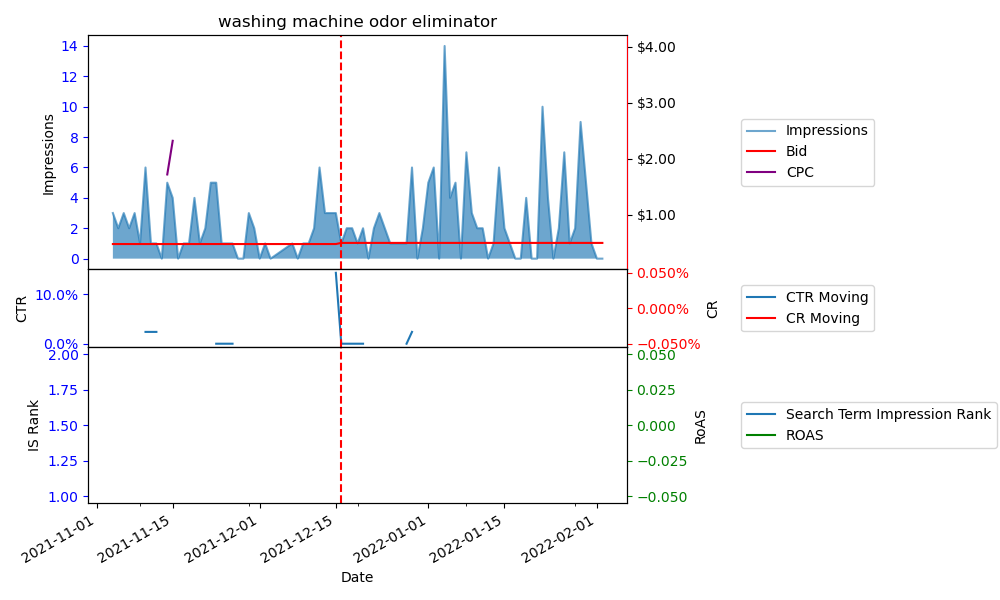 washing machine odor eliminator
14
12
10
8
6
4
2
0
Impressions
$4.00
$3.00
$2.00
$1.00
Impressions
Bid
CPC
10.0%
0.0%
CTR
0.050%
0.000%
−0.050%
CR
CTR Moving
CR Moving
2.00
1.75
1.50
1.25
1.00
IS Rank
0.050
0.025
0.000
−0.025
−0.050
RoAS
Search Term Impression Rank
ROAS
2021-11-01
2021-11-15
2021-12-01
2021-12-15
2022-01-01
2022-01-15
2022-02-01
Date